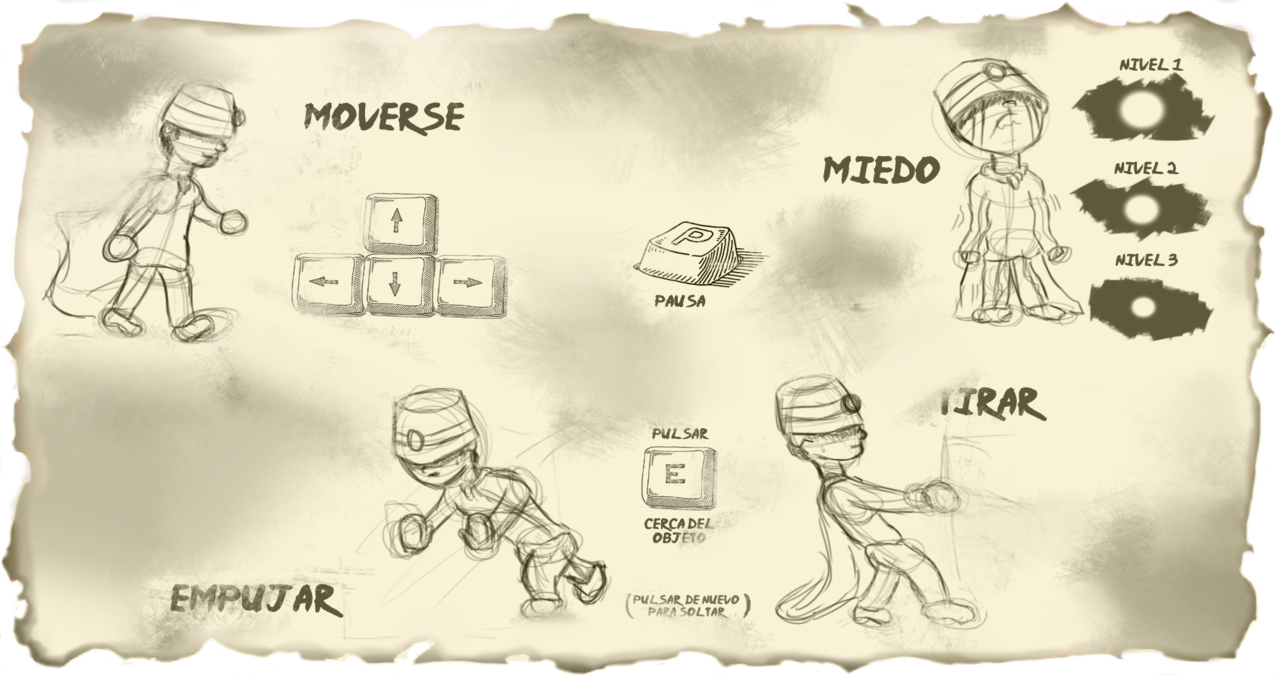 MOVERSE
P
PAUSA
MIEDO
NIVEL 1
NIVEL 2
NIVEL 3
EMPUJAR
PULSAR
E
CERCA DEL
OBJETO
(PULSAR DE NUEVO
PARA SOLTAR)
TIRAR